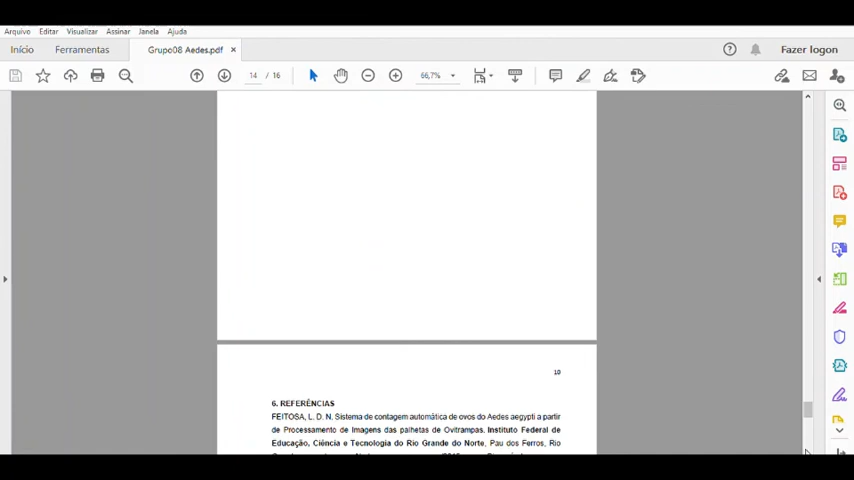 Arquivo Editar Visualizar Assinar Janela Ajuda
Início Ferramentas Grupo08 Aedes.pdf × Fazer logon
14 / 16 66,7%
10
6. REFERÊNCIAS
FEITOSA, L. D. N. Sistema de contagem automática de ovos do Aedes aegypti a partir
de Processamento de Imagens das palhetas de Ovitrampas. Instituto Federal de
Educação, Ciência e Tecnologia do Rio Grande do Norte, Pau dos Ferros, Rio